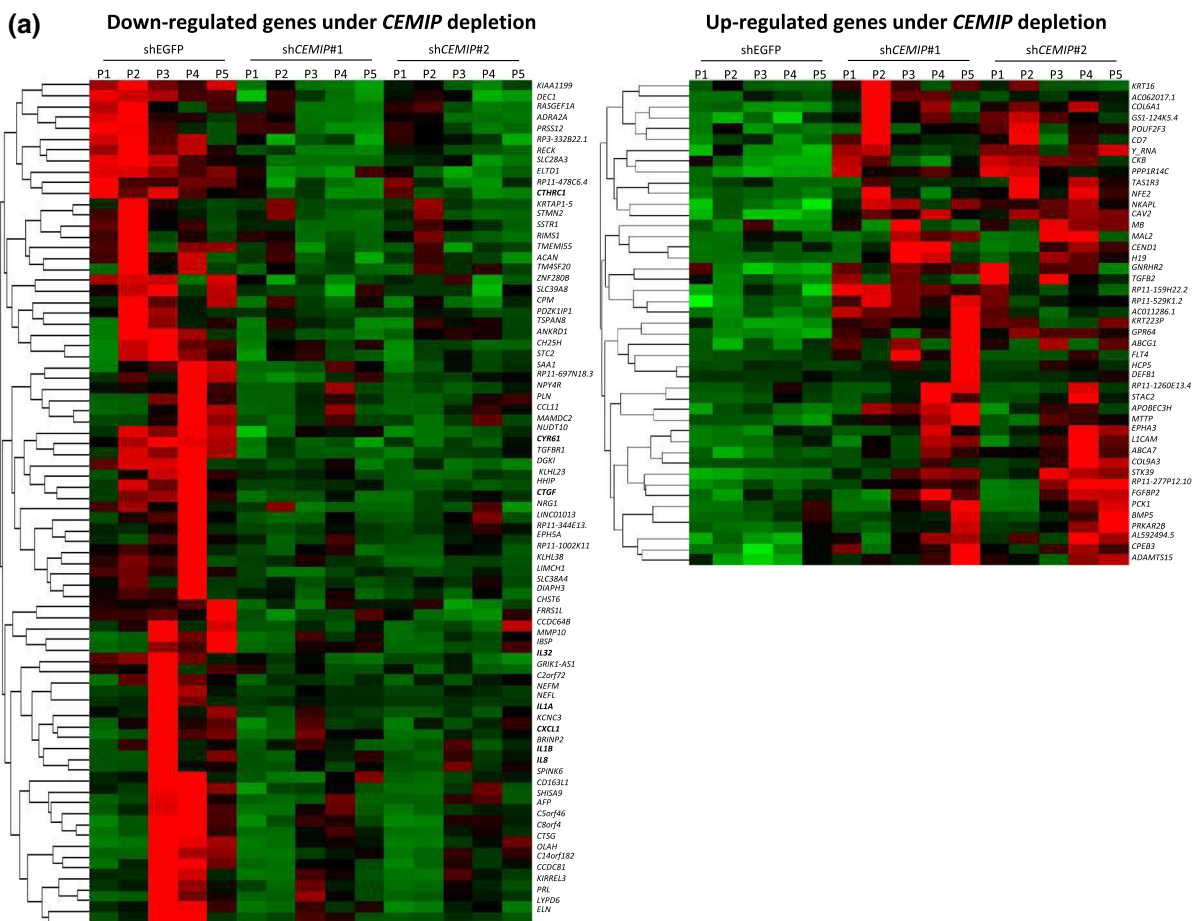 (a)
Down-regulated genes under CEMIP depletion
shEGFP shCEMIP#1 shCEMIP#2
P1 P2 P3 P4 P5 P1 P2 P3 P4 P5 P1 P2 P3 P4 P5
KIAA1199
DEC1
RASGEF1A
ADRA2A
PRSS12
RP3-332B22.1
RECK
SLC28A3
ELTD1
RP11-478C6.4
CTHRC1
KRTAP1-5
STMN2
SSTR1
RIMS1
TMEMI55
ACAN
TM4SF20
ZNF280B
SLC39A8
CPM
PDZK1IP1
TSPAN8
ANKRD1
CH25H
STC2
SAA1
RP11-697N18.3
NPY4R
PLN
CCL11
MAMDC2
NUDT10
CYR61
TGFBR1
DGKI
KLHL23
HHIP
CTGF
NRG1
LINC01013
RP11-344E13.
EPH5A
RP11-1002K11
KLHL38
LIMCH1
SLC38A4
DIAPH3
CHST6
FRRS1L
CCDC64B
MMP10
IBSP
IL32
GRIK1-AS1
C2orf72
NEFM
NEFL
IL1A
KCNC3
CXCL1
BRINP2
IL1B
IL8
SPINK6
CD163L1
SHISA9
AFP
C5orf46
C8orf4
CTSG
OLAH
C14orf182
CCDC81
KIRREL3
PRL
LYPD6
ELN
Up-regulated genes under CEMIP depletion
shEGFP shCEMIP#1 shCEMIP#2
P1 P2 P3 P4 P5 P1 P2 P3 P4 P5 P1 P2 P3 P4 P5
KRT16
AC062017.1
COL6A1
GS1-124K5.4
POUF2F3
CD7
Y_RNA
CKB
PPP1R14C
TAS1R3
NFE2
NKAPL
CAV2
MB
MAL2
CEND1
H19
GNRHR2
TGFB2
RP11-159H22.2
RP11-529K1.2
AC011286.1
KRT223P
GPR64
ABCG1
FLT4
HCP5
DEFB1
RP11-1260E13.4
STAC2
APOBEC3H
MTTP
EPHA3
L1CAM
ABCA7
COL9A3
STK39
RP11-277P12.10
FGFBP2
PCK1
BMP5
PRKAR2B
AL592494.5
CPEB3
ADAMTS15